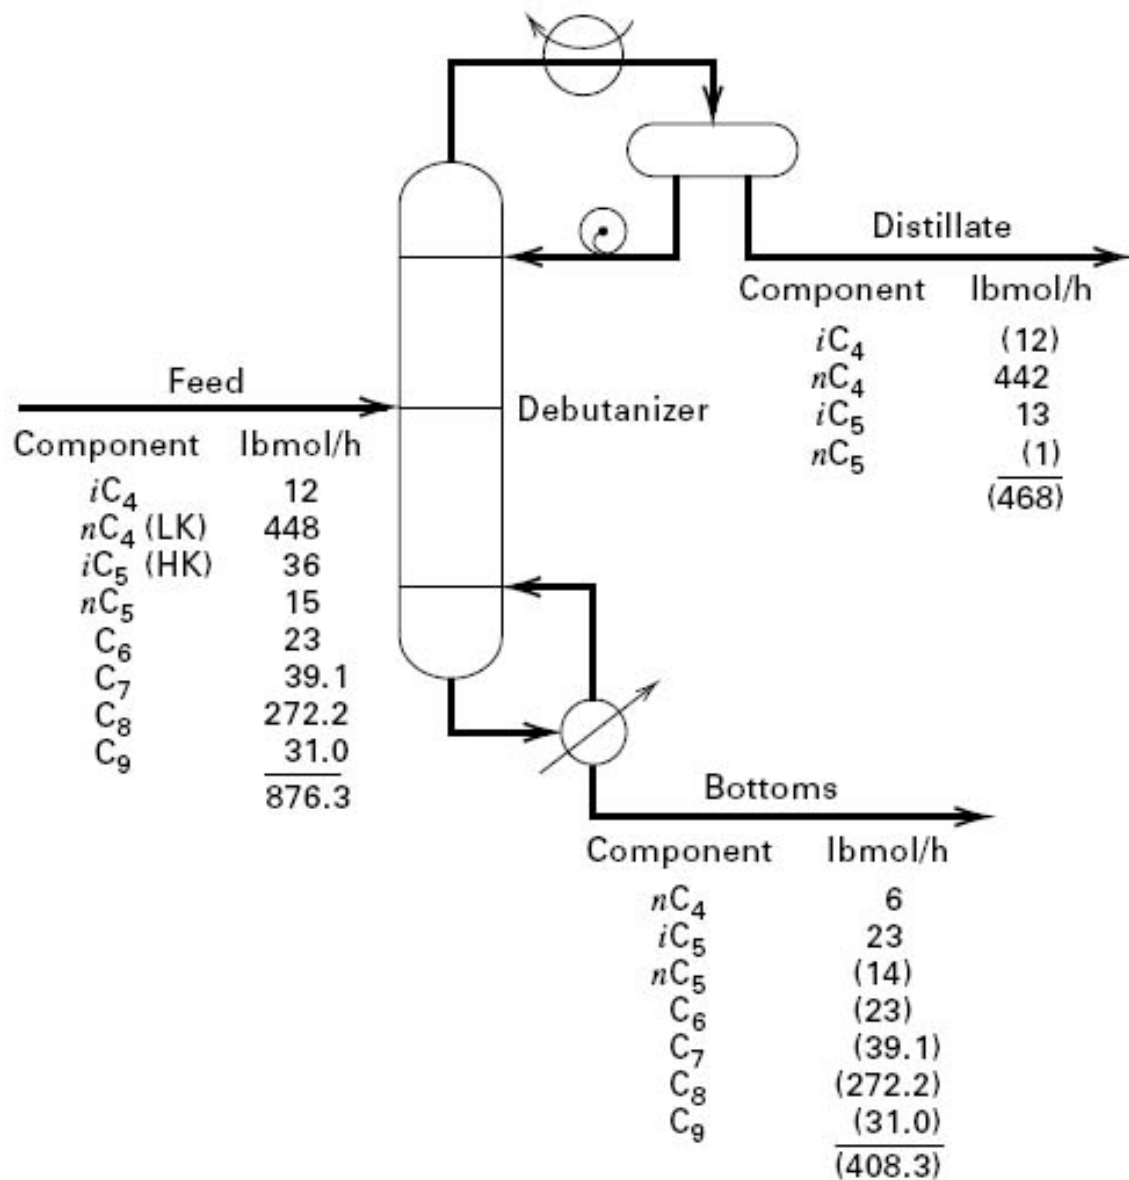 Distillate
Component lbmol/h
iC4 (12)
nC4 442
iC5 13
nC5 (1)
(468)
Feed
Debutanizer
Component lbmol/h
iC4 12
nC4 (LK) 448
iC5 (HK) 36
nC5 15
C6 23
C7 39.1
C8 272.2
C9 31.0
876.3
Bottoms
Component lbmol/h
nC4 6
iC5 23
nC5 (14)
C6 (23)
C7 (39.1)
C8 (272.2)
C9 (31.0)
(408.3)